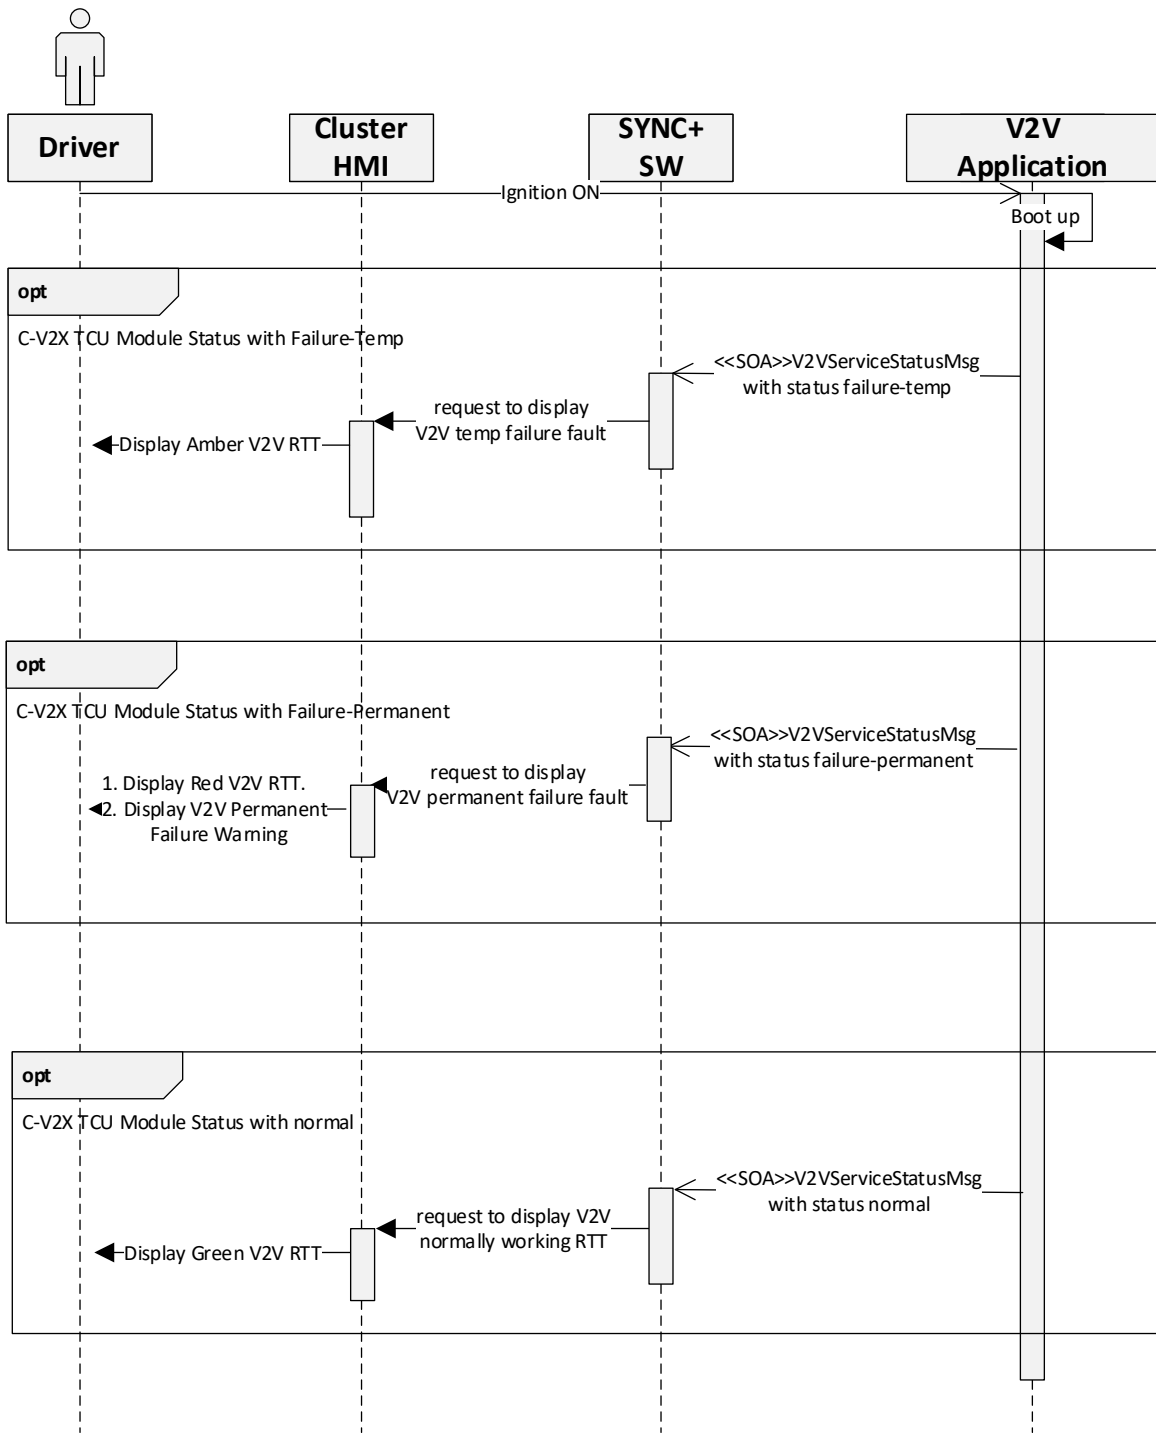 Driver
Cluster
HMI
SYNC+
SW
V2V
Application
Ignition ON
Boot up
opt
C-V2X TCU Module Status with Failure-Temp
<<SOA>>V2VServiceStatusMsg
with status failure-temp
request to display
V2V temp failure fault
Display Amber V2V RTT
opt
C-V2X TCU Module Status with Failure-Permanent
<<SOA>>V2VServiceStatusMsg
with status failure-permanent
request to display
V2V permanent failure fault
1. Display Red V2V RTT.
2. Display V2V Permanent
Failure Warning
opt
C-V2X TCU Module Status with normal
<<SOA>>V2VServiceStatusMsg
with status normal
request to display V2V
normally working RTT
Display Green V2V RTT